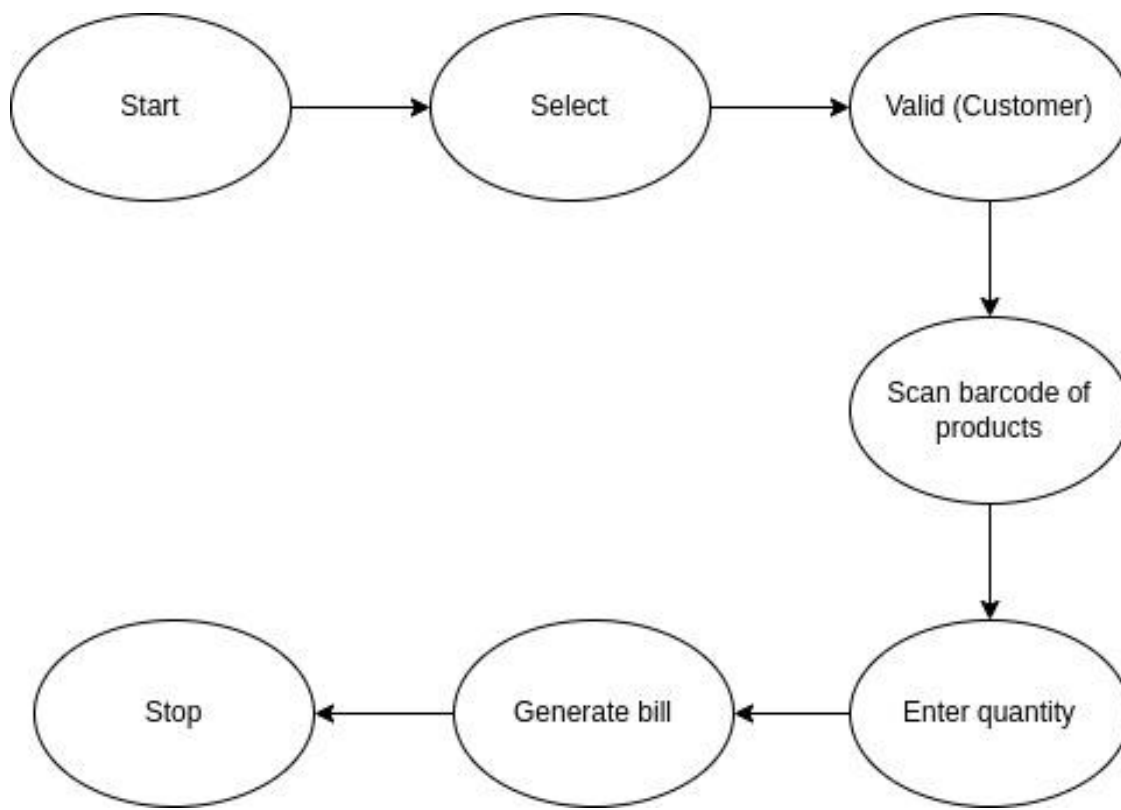 Start
Select
Valid (Customer)
Scan barcode of
products
Enter quantity
Generate bill
Stop